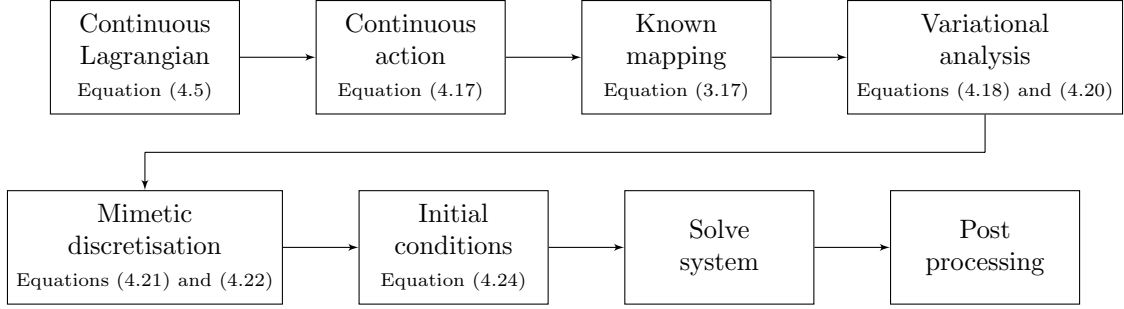 Continuous
Lagrangian
Equation (4.5)
Continuous
action
Equation (4.17)
Known
mapping
Equation (3.17)
Variational
analysis
Equations (4.18) and (4.20)
Mimetic
discretisation
Equations (4.21) and (4.22)
Initial
conditions
Equation (4.24)
Solve
system
Post
processing